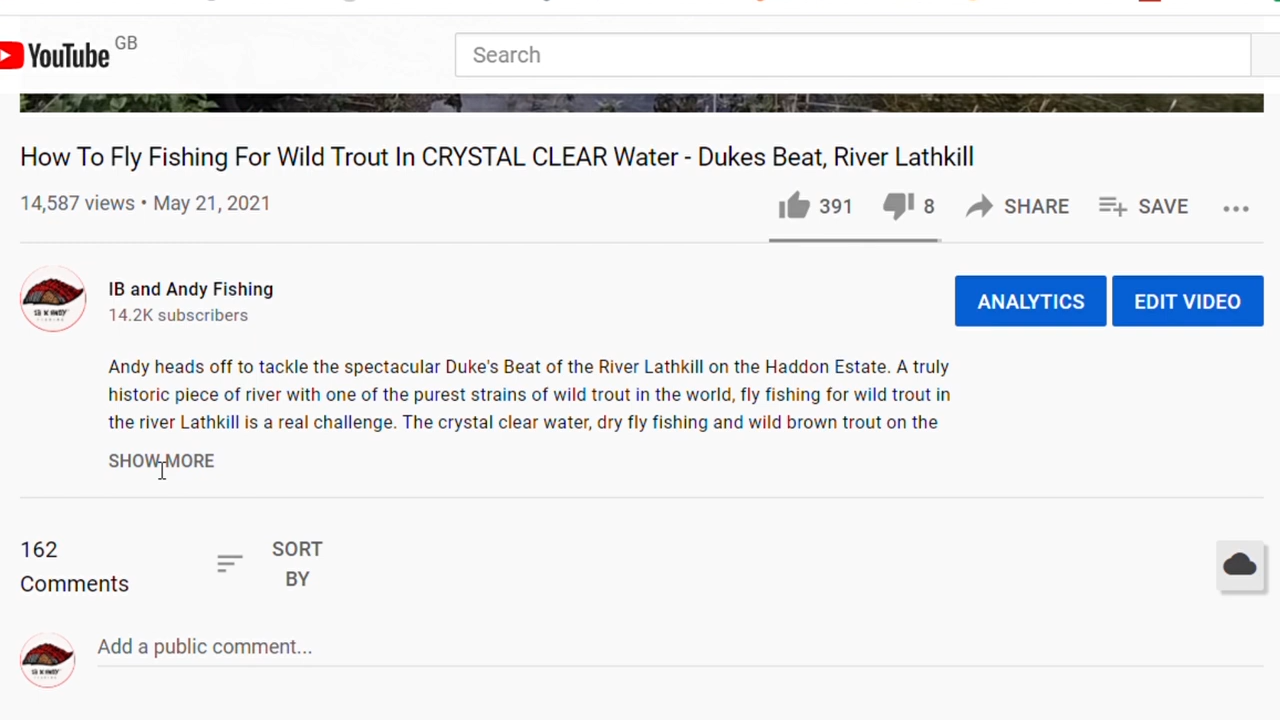 YouTube GB
Search
How To Fly Fishing For Wild Trout In CRYSTAL CLEAR Water - Dukes Beat, River Lathkill
14,587 views • May 21, 2021
391
8
SHARE
SAVE
IB and Andy Fishing
14.2K subscribers
ANALYTICS
EDIT VIDEO
Andy heads off to tackle the spectacular Duke's Beat of the River Lathkill on the Haddon Estate. A truly
historic piece of river with one of the purest strains of wild trout in the world, fly fishing for wild trout in
the river Lathkill is a real challenge. The crystal clear water, dry fly fishing and wild brown trout on the
SHOW MORE
162
Comments
SORT
BY
Add a public comment...